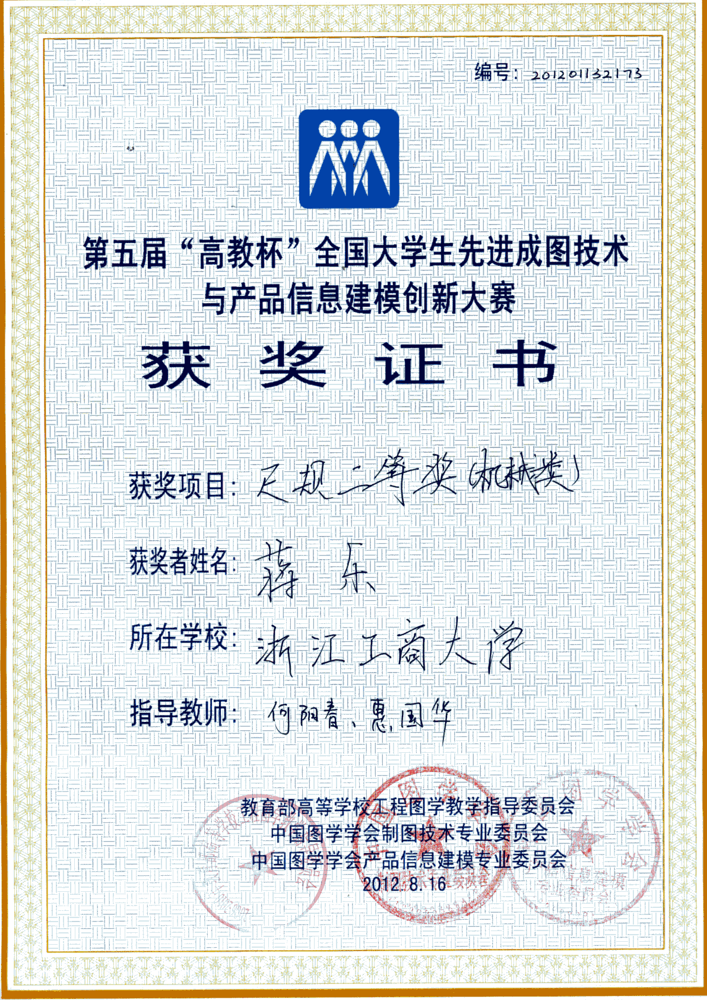 编号：201201132173
第五届“高教杯”全国大学生先进成图技术
与产品信息建模创新大赛
获奖证书
获奖项目：尺规二等奖（机械类）
获奖者姓名：蒋乐
所在学校：浙江工商大学
指导教师：何阳春、惠国华
教育部高等学校工程图学教学指导委员会
中国图学学会制图技术专业委员会
中国图学学会产品信息建模专业委员会
2012.8.16